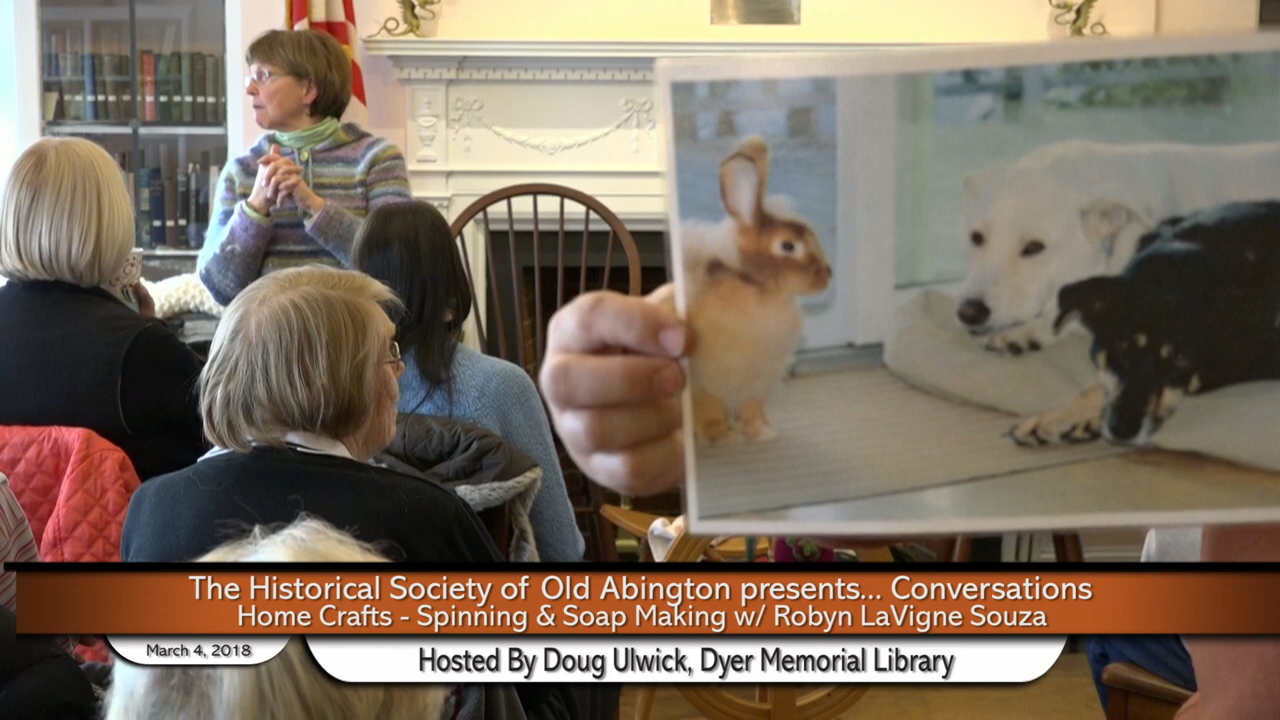 The Historical Society of Old Abington presents... Conversations
Home Crafts - Spinning & Soap Making w/ Robyn LaVigne Souza
March 4, 2018
Hosted By Doug Ulwick, Dyer Memorial Library